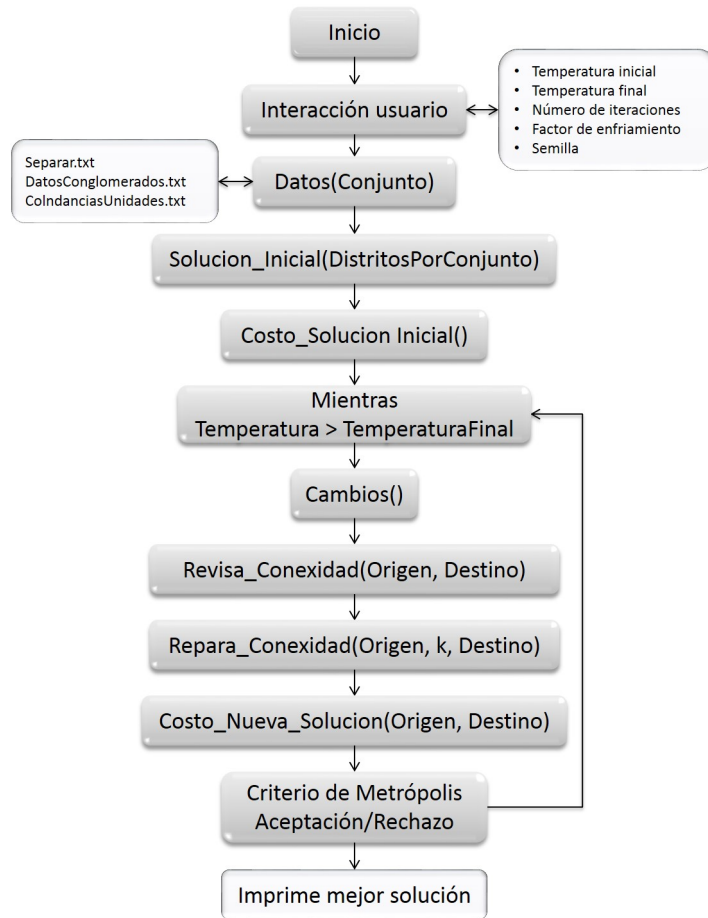 Inicio
Interacción usuario
• Temperatura inicial
• Temperatura final
• Número de iteraciones
• Factor de enfriamiento
• Semilla
Separar.txt
DatosConglomerados.txt
ColndanciasUnidades.txt
Datos(Conjunto)
Solucion_Inicial(DistritosPorConjunto)
Costo_Solucion Inicial()
Mientras
Temperatura > TemperaturaFinal
Cambios()
Revisa_Conexidad(Origen, Destino)
Repara_Conexidad(Origen, k, Destino)
Costo_Nueva_Solucion(Origen, Destino)
Criterio de Metrópolis
Aceptación/Rechazo
Imprime mejor solución